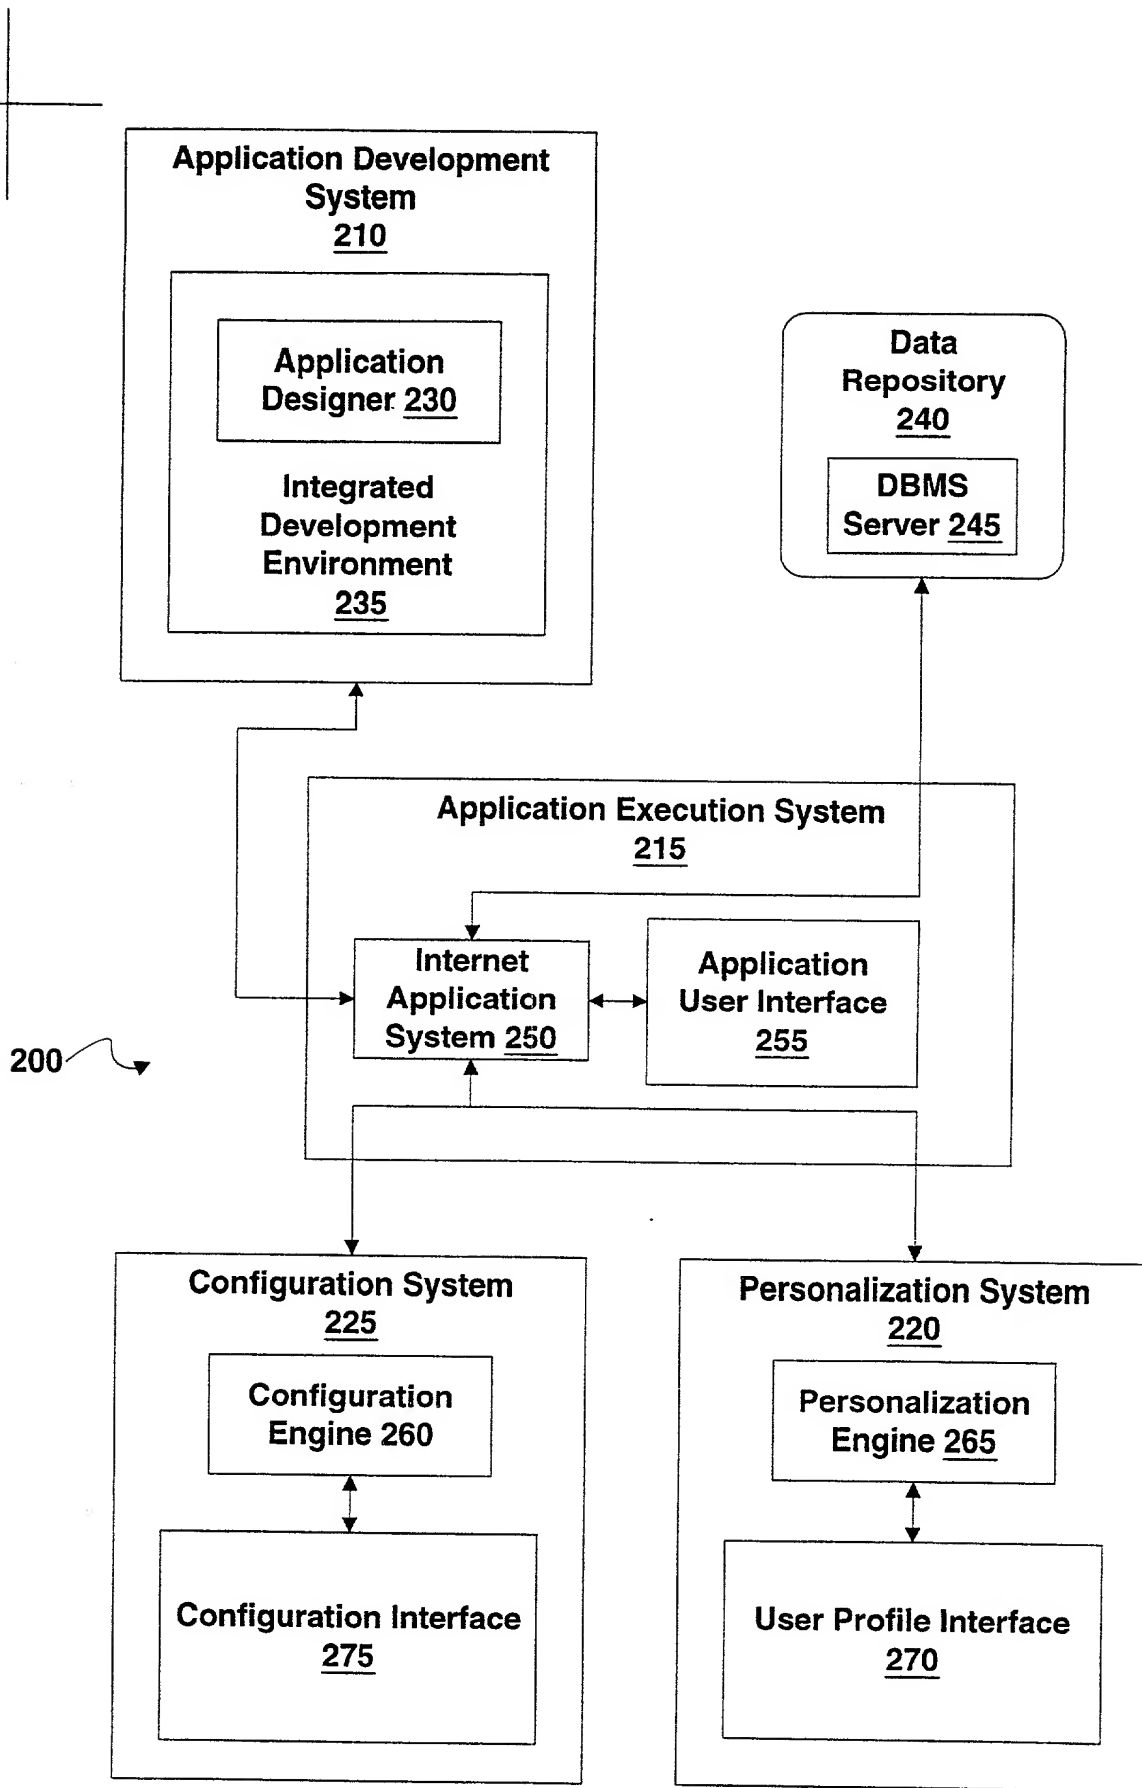 Application Development
System
210
Application
Designer 230
Integrated
Development
Environment
235
Data
Repository
240
DBMS
Server 245
Application Execution System
215
Internet
Application
System 250
Application
User Interface
255
200
Configuration System
225
Configuration
Engine 260
Configuration Interface
275
Personalization System
220
Personalization
Engine 265
User Profile Interface
270